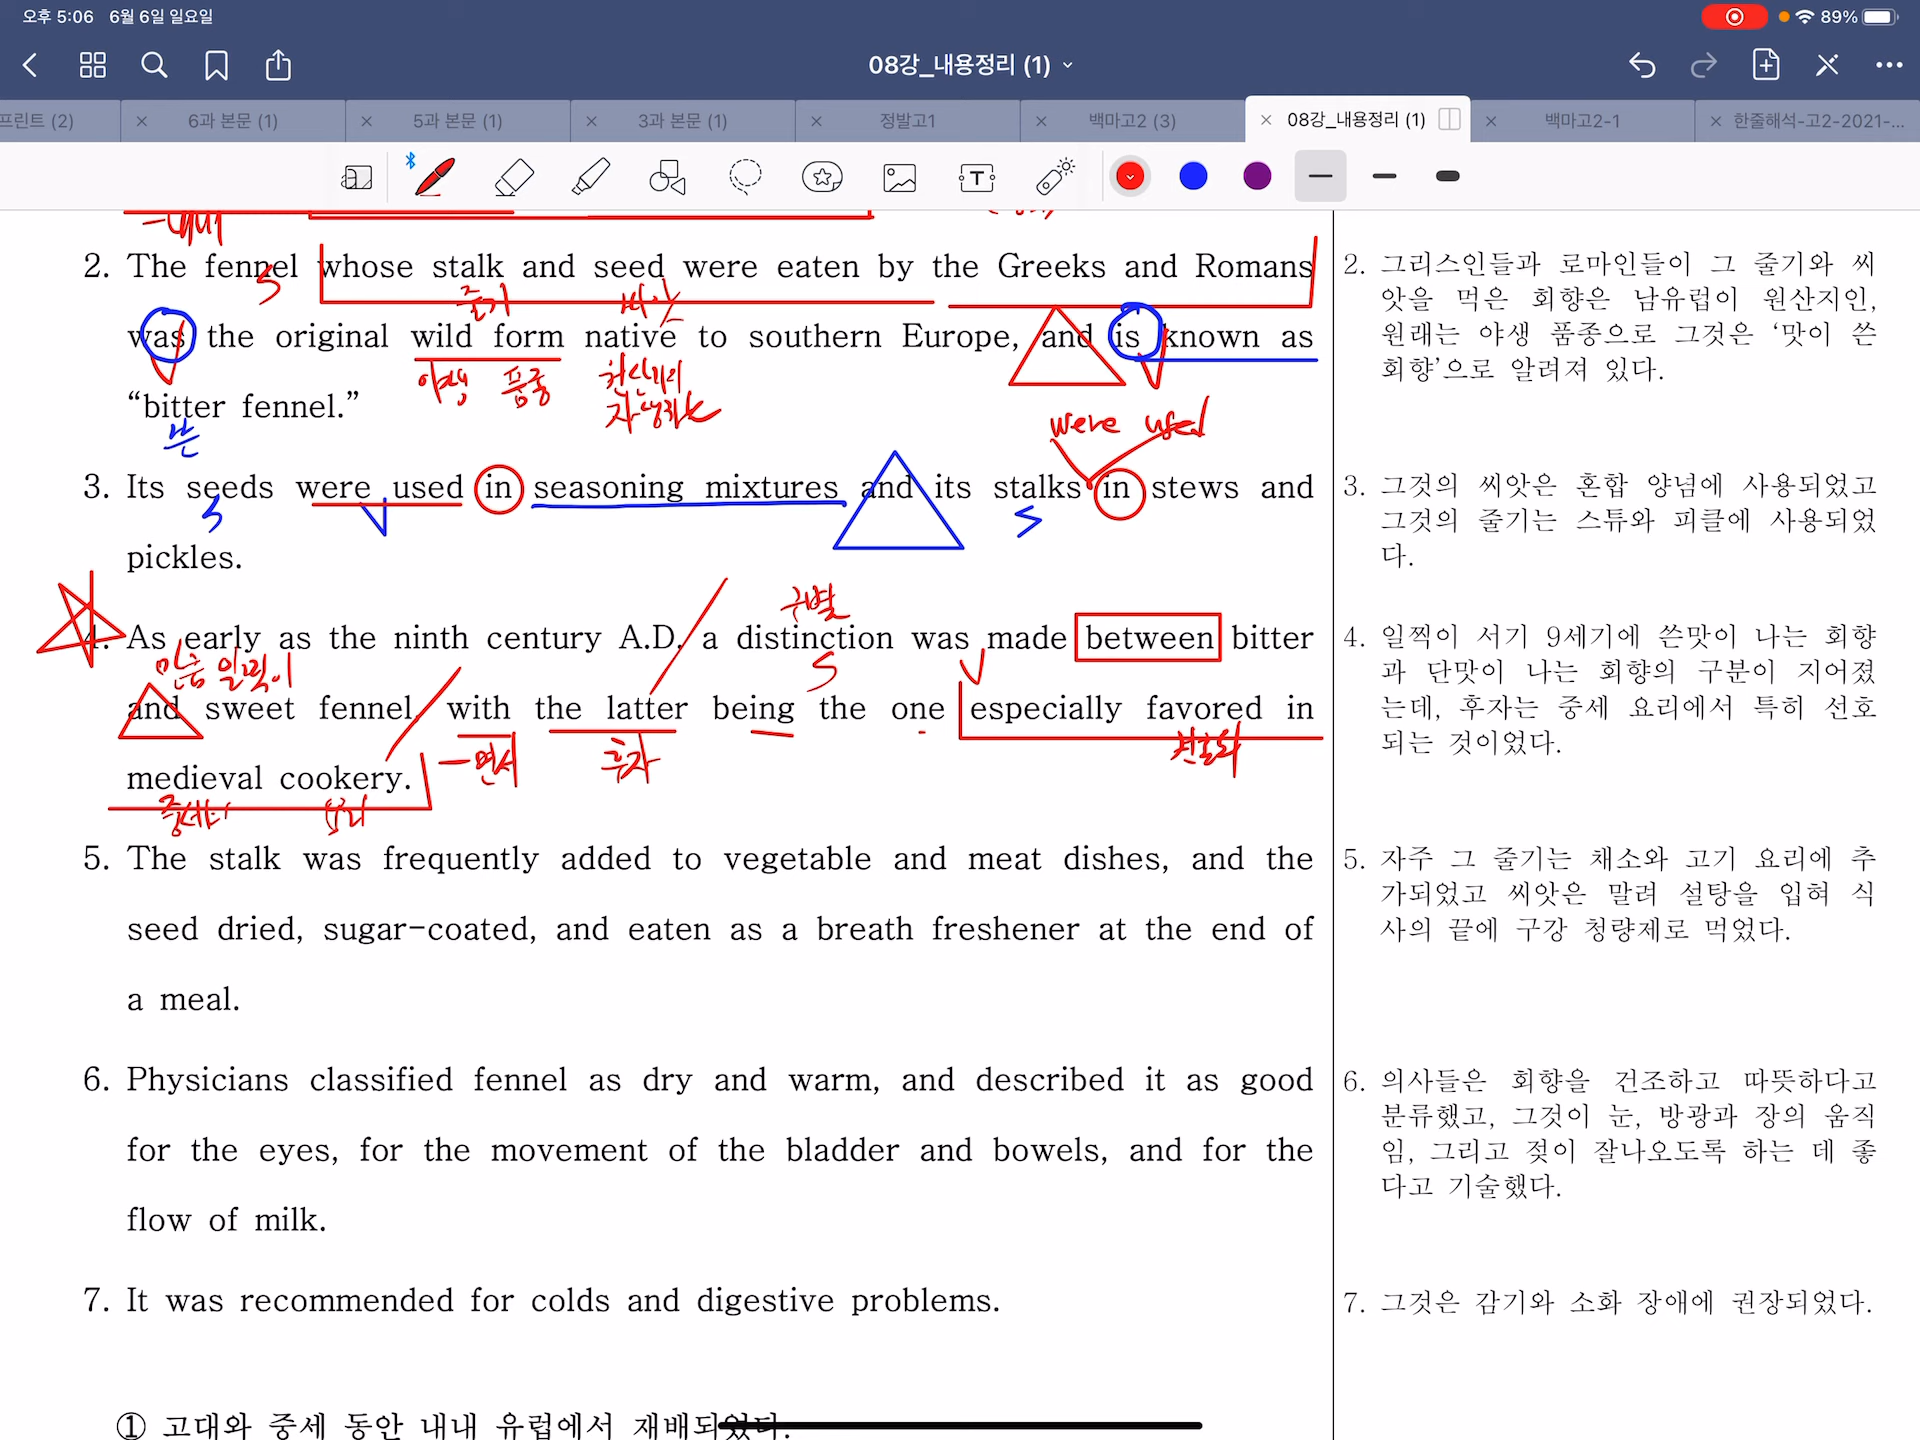 오후 5:06 6월 6일 일요일
89%
08강_내용정리 (1)
프린트 (2)
6과 본문 (1)
5과 본문 (1)
3과 본문 (1)
정발고1
백마고2 (3)
08강_내용정리 (1)
백마고2-1
한줄해석-고2-2021-...
-내내
2. The fennel whose stalk and seed were eaten by the Greeks and Romans
S
줄기 씨앗
was the original wild form native to southern Europe, and is known as
야생 품종 원산지의
"bitter fennel."
자생하는
쓴
were used
3. Its seeds were used in seasoning mixtures and its stalks in stews and
S V S
pickles.
구별
4. As early as the ninth century A.D. a distinction was made between bitter
만큼 일찍이 S V
and sweet fennel, with the latter being the one especially favored in
-면서 후자 선호되
medieval cookery.
중세의 요리
5. The stalk was frequently added to vegetable and meat dishes, and the
seed dried, sugar-coated, and eaten as a breath freshener at the end of
a meal.
6. Physicians classified fennel as dry and warm, and described it as good
for the eyes, for the movement of the bladder and bowels, and for the
flow of milk.
7. It was recommended for colds and digestive problems.
① 고대와 중세 동안 내내 유럽에서 재배되었다.
2. 그리스인들과 로마인들이 그 줄기와 씨
앗을 먹은 회향은 남유럽이 원산지인,
원래는 야생 품종으로 그것은 '맛이 쓴
회향'으로 알려져 있다.
3. 그것의 씨앗은 혼합 양념에 사용되었고
그것의 줄기는 스튜와 피클에 사용되었
다.
4. 일찍이 서기 9세기에 쓴맛이 나는 회향
과 단맛이 나는 회향의 구분이 지어졌
는데, 후자는 중세 요리에서 특히 선호
되는 것이었다.
5. 자주 그 줄기는 채소와 고기 요리에 추
가되었고 씨앗은 말려 설탕을 입혀 식
사의 끝에 구강 청량제로 먹었다.
6. 의사들은 회향을 건조하고 따뜻하다고
분류했고, 그것이 눈, 방광과 장의 움직
임, 그리고 젖이 잘나오도록 하는 데 좋
다고 기술했다.
7. 그것은 감기와 소화 장애에 권장되었다.